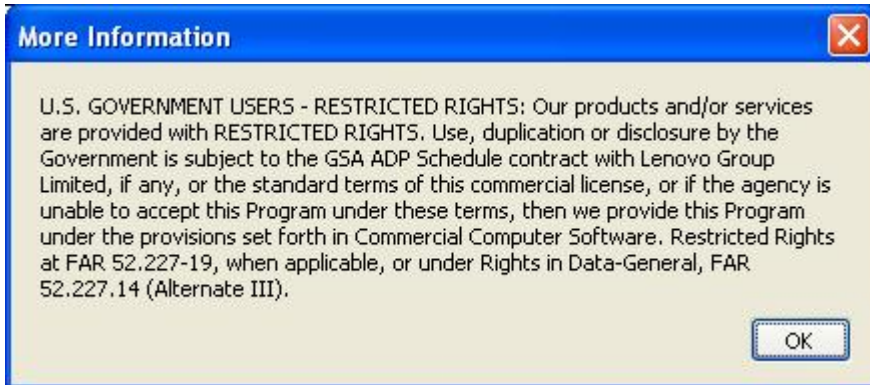 More Information
U.S. GOVERNMENT USERS - RESTRICTED RIGHTS: Our products and/or services
are provided with RESTRICTED RIGHTS. Use, duplication or disclosure by the
Government is subject to the GSA ADP Schedule contract with Lenovo Group
Limited, if any, or the standard terms of this commercial license, or if the agency is
unable to accept this Program under these terms, then we provide this Program
under the provisions set forth in Commercial Computer Software. Restricted Rights
at FAR 52.227-19, when applicable, or under Rights in Data-General, FAR
52.227.14 (Alternate III).
OK